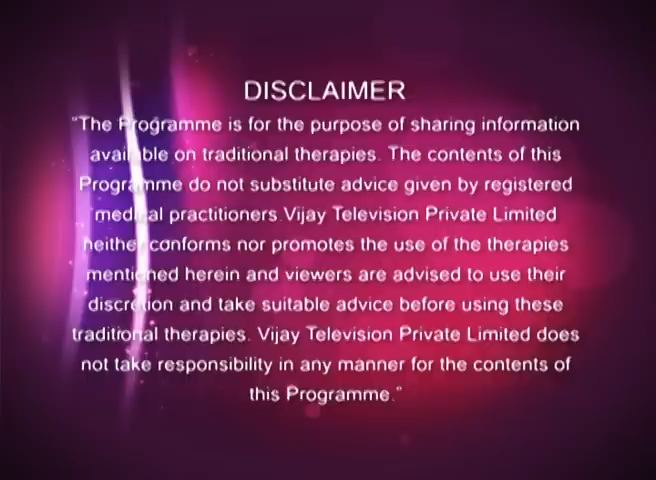 DISCLAIMER
"The Programme is for the purpose of sharing information
available on traditional therapies. The contents of this
Programme do not substitute advice given by registered
medical practitioners.Vijay Television Private Limited
neither conforms nor promotes the use of the therapies
mentioned herein and viewers are advised to use their
discretion and take suitable advice before using these
traditional therapies. Vijay Television Private Limited does
not take responsibility in any manner for the contents of
this Programme."